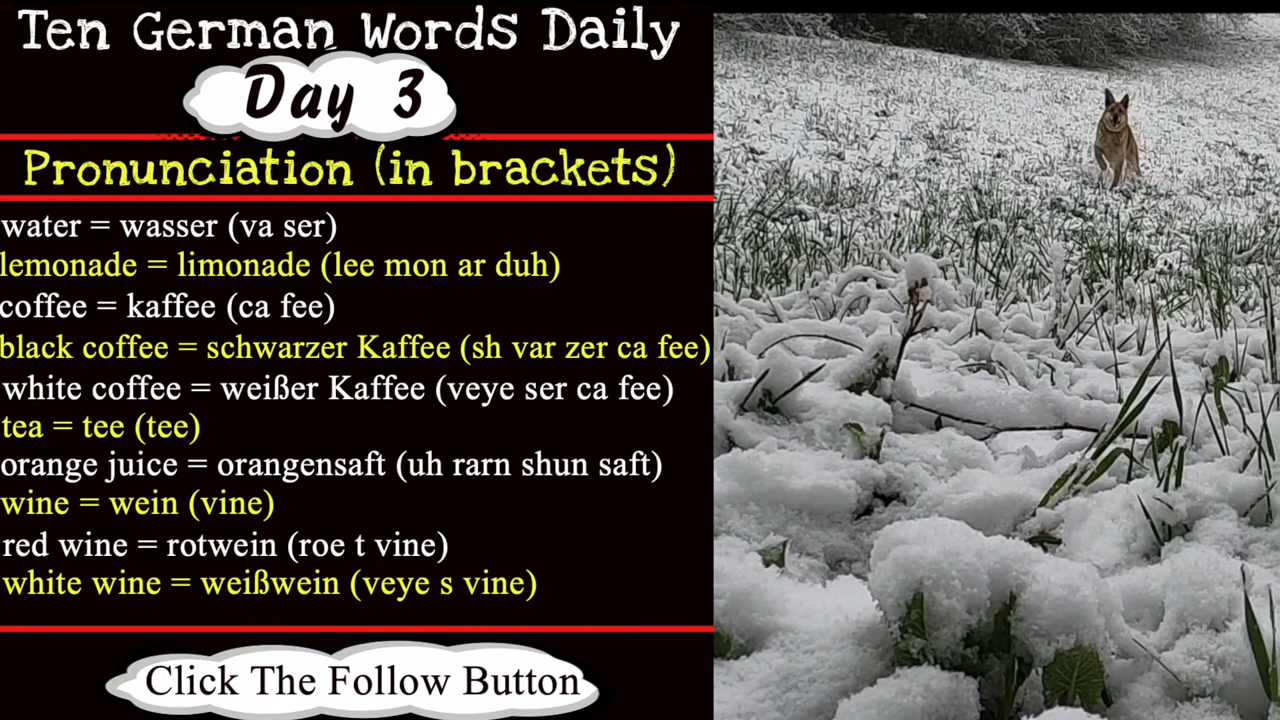 Ten German Words Daily
Day 3
Pronunciation (in brackets)
water = wasser (va ser)
lemonade = limonade (lee mon ar duh)
coffee = kaffee (ca fee)
black coffee = schwarzer Kaffee (sh var zer ca fee)
white coffee = weißer Kaffee (veye ser ca fee)
tea = tee (tee)
orange juice = orangensaft (uh rarn shun saft)
wine = wein (vine)
red wine = rotwein (roe t vine)
white wine = weißwein (veye s vine)
Click The Follow Button